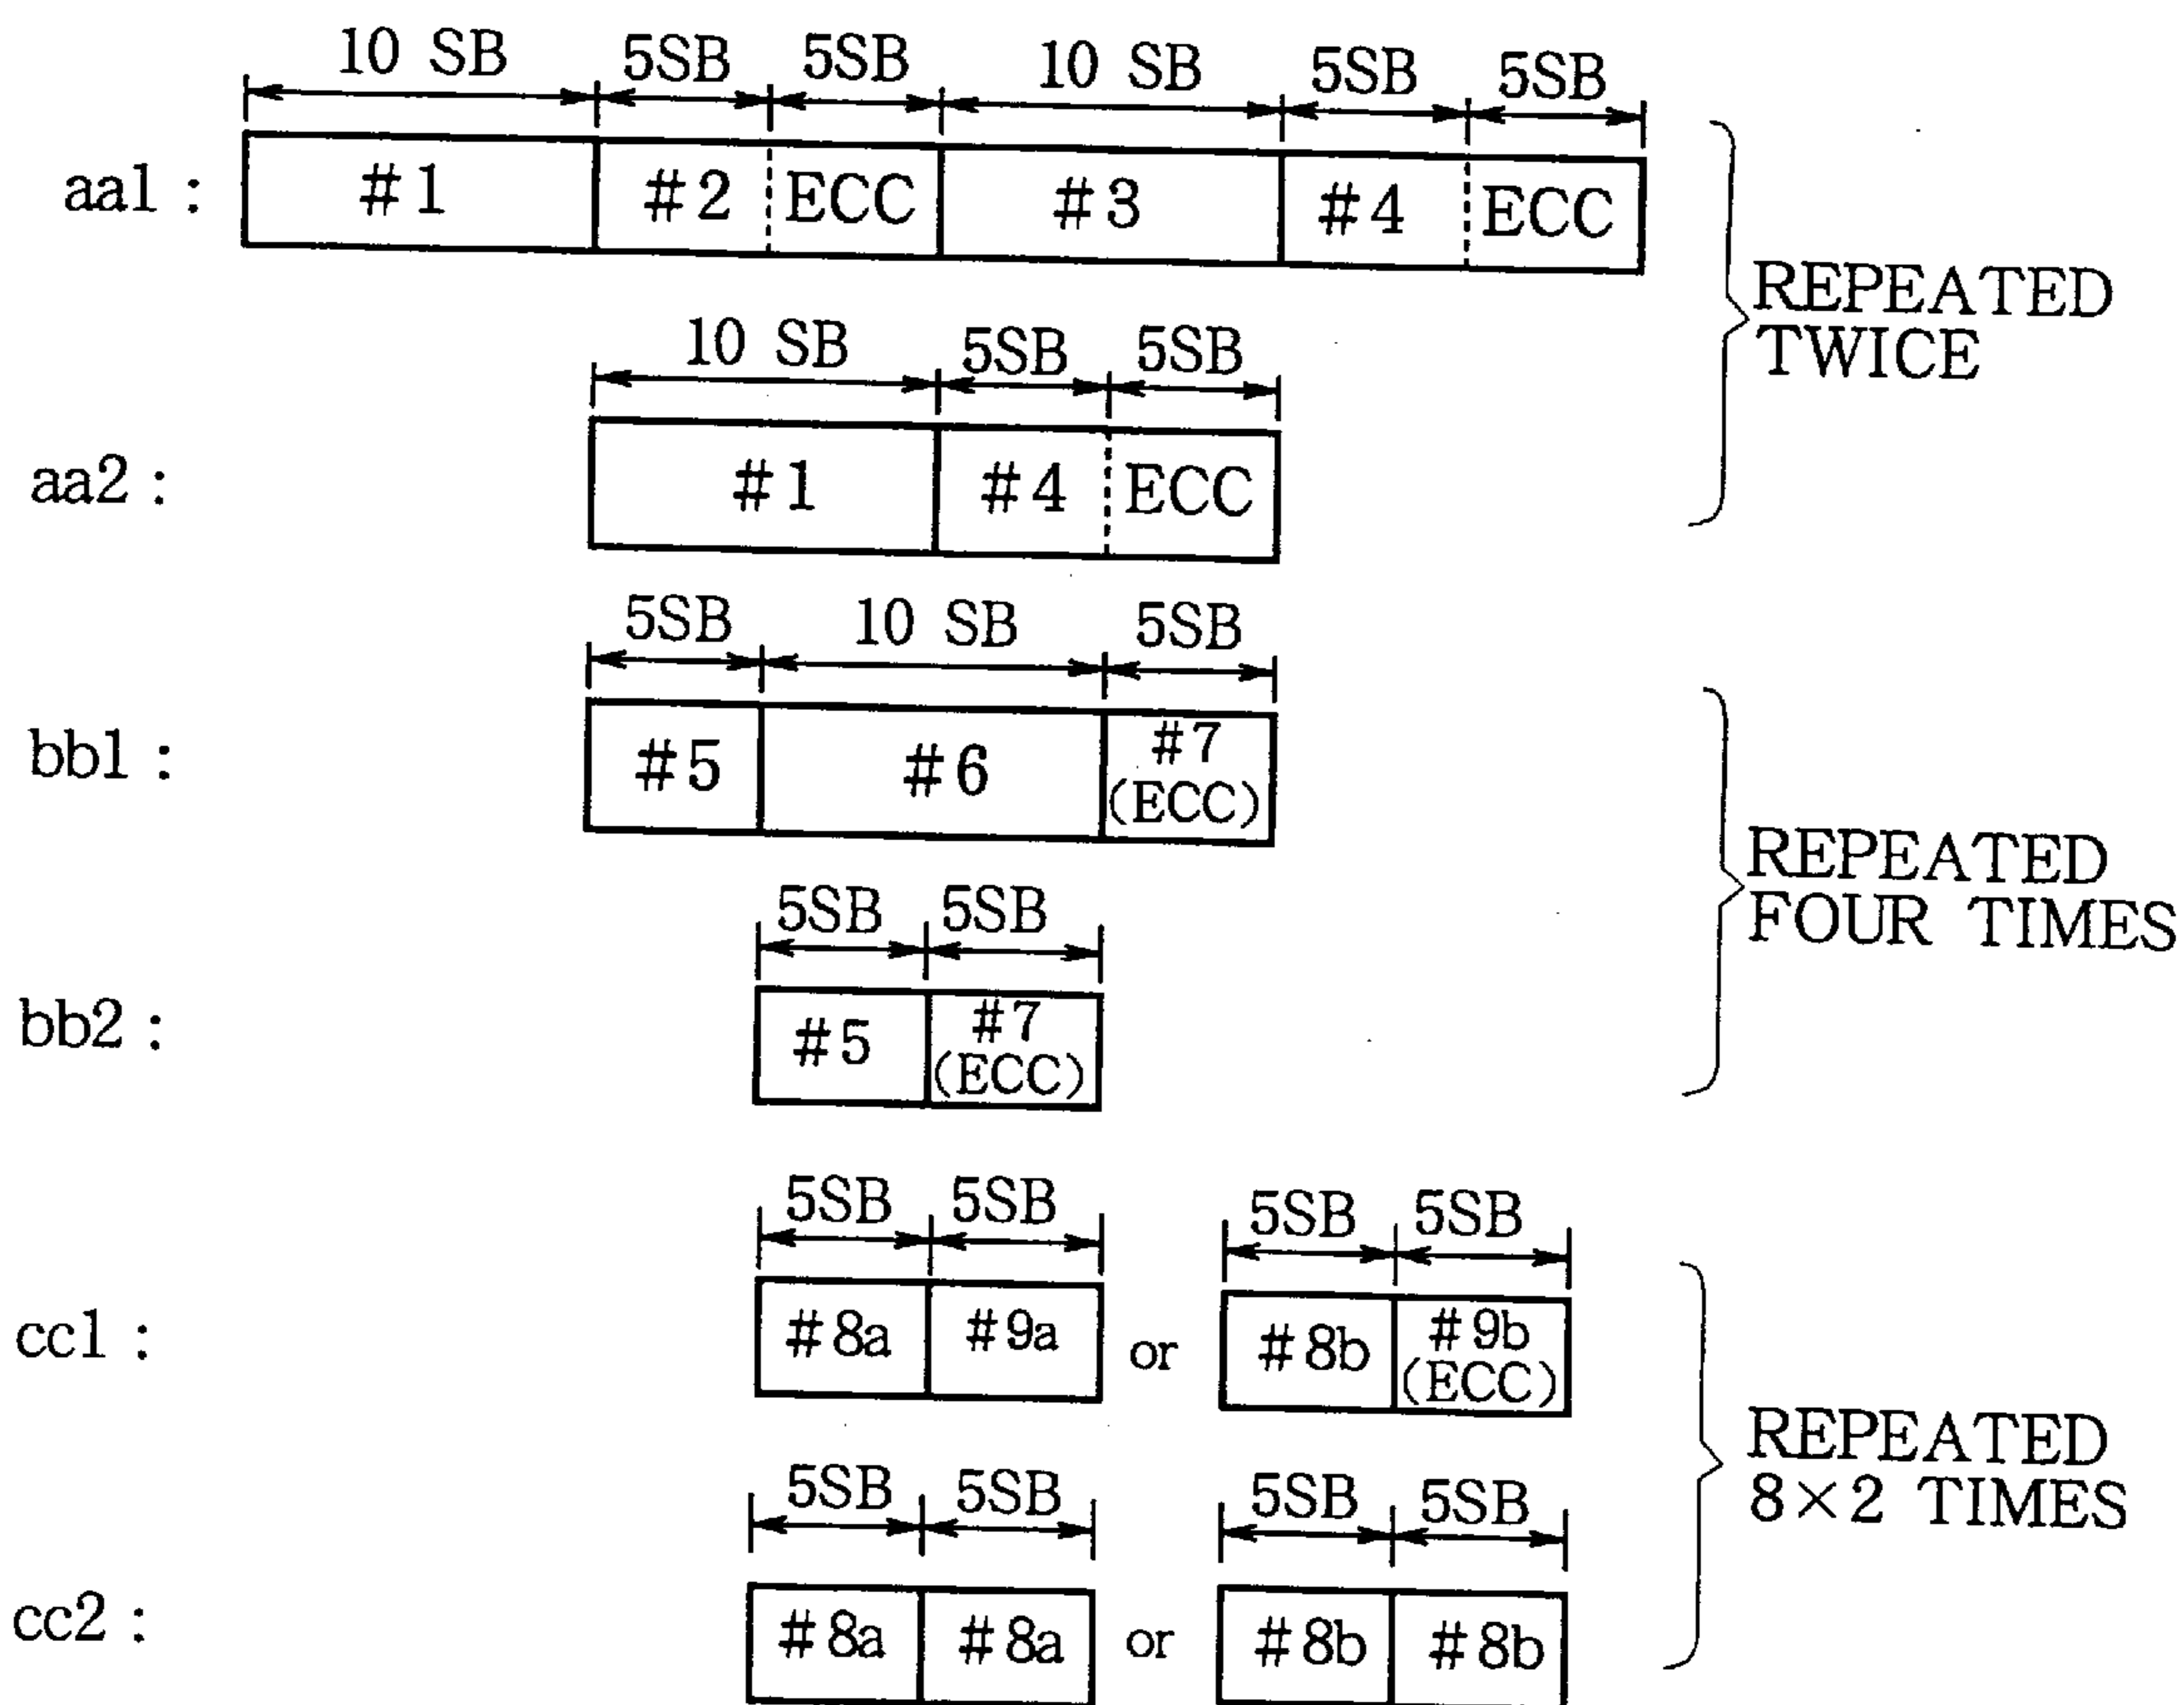 10 SB 5SB 5SB 10 SB 5SB 5SB
aa1 : #1 #2 ECC #3 #4 ECC
REPEATED
TWICE
10 SB 5SB 5SB
aa2 : #1 #4 ECC
5SB 10 SB 5SB
bb1 : #5 #6 #7
(ECC)
REPEATED
FOUR TIMES
5SB 5SB
bb2 : #5 #7
(ECC)
5SB 5SB 5SB 5SB
cc1 : #8a #9a or #8b #9b
(ECC)
REPEATED
8×2 TIMES
5SB 5SB 5SB 5SB
cc2 : #8a #8a or #8b #8b